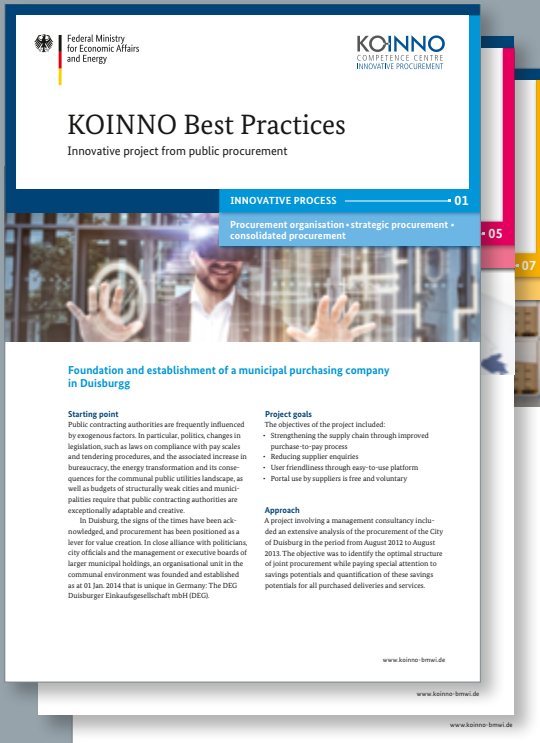 Federal Ministry
for Economic Affairs
and Energy
KOINNO
COMPETENCE CENTRE
INNOVATIVE PROCUREMENT
KOINNO Best Practices
Innovative project from public procurement
INNOVATIVE PROCESS 01
Procurement organisation • strategic procurement •
consolidated procurement
05
07
Foundation and establishment of a municipal purchasing company
in Duisburgg
Starting point
Public contracting authorities are frequently influenced
by exogenous factors. In particular, politics, changes in
legislation, such as laws on compliance with pay scales
and tendering procedures, and the associated increase in
bureaucracy, the energy transformation and its conse-
quences for the communal public utilities landscape, as
well as budgets of structurally weak cities and munici-
palities require that public contracting authorities are
exceptionally adaptable and creative.
In Duisburg, the signs of the times have been ack-
nowledged, and procurement has been positioned as a
lever for value creation. In close alliance with politicians,
city officials and the management or executive boards of
larger municipal holdings, an organisational unit in the
communal environment was founded and established
as at 01 Jan. 2014 that is unique in Germany: The DEG
Duisburger Einkaufsgesellschaft mbH (DEG).
Project goals
The objectives of the project included:
• Strengthening the supply chain through improved
purchase-to-pay process
• Reducing supplier enquiries
• User friendliness through easy-to-use platform
• Portal use by suppliers is free and voluntary
Approach
A project involving a management consultancy inclu-
ded an extensive analysis of the procurement of the City
of Duisburg in the period from August 2012 to August
2013. The objective was to identify the optimal structure
of joint procurement while paying special attention to
savings potentials and quantification of these savings
potentials for all purchased deliveries and services.
www.koinno-bmwi.de
www.koinno-bmwi.de
www.koinno-bmwi.de